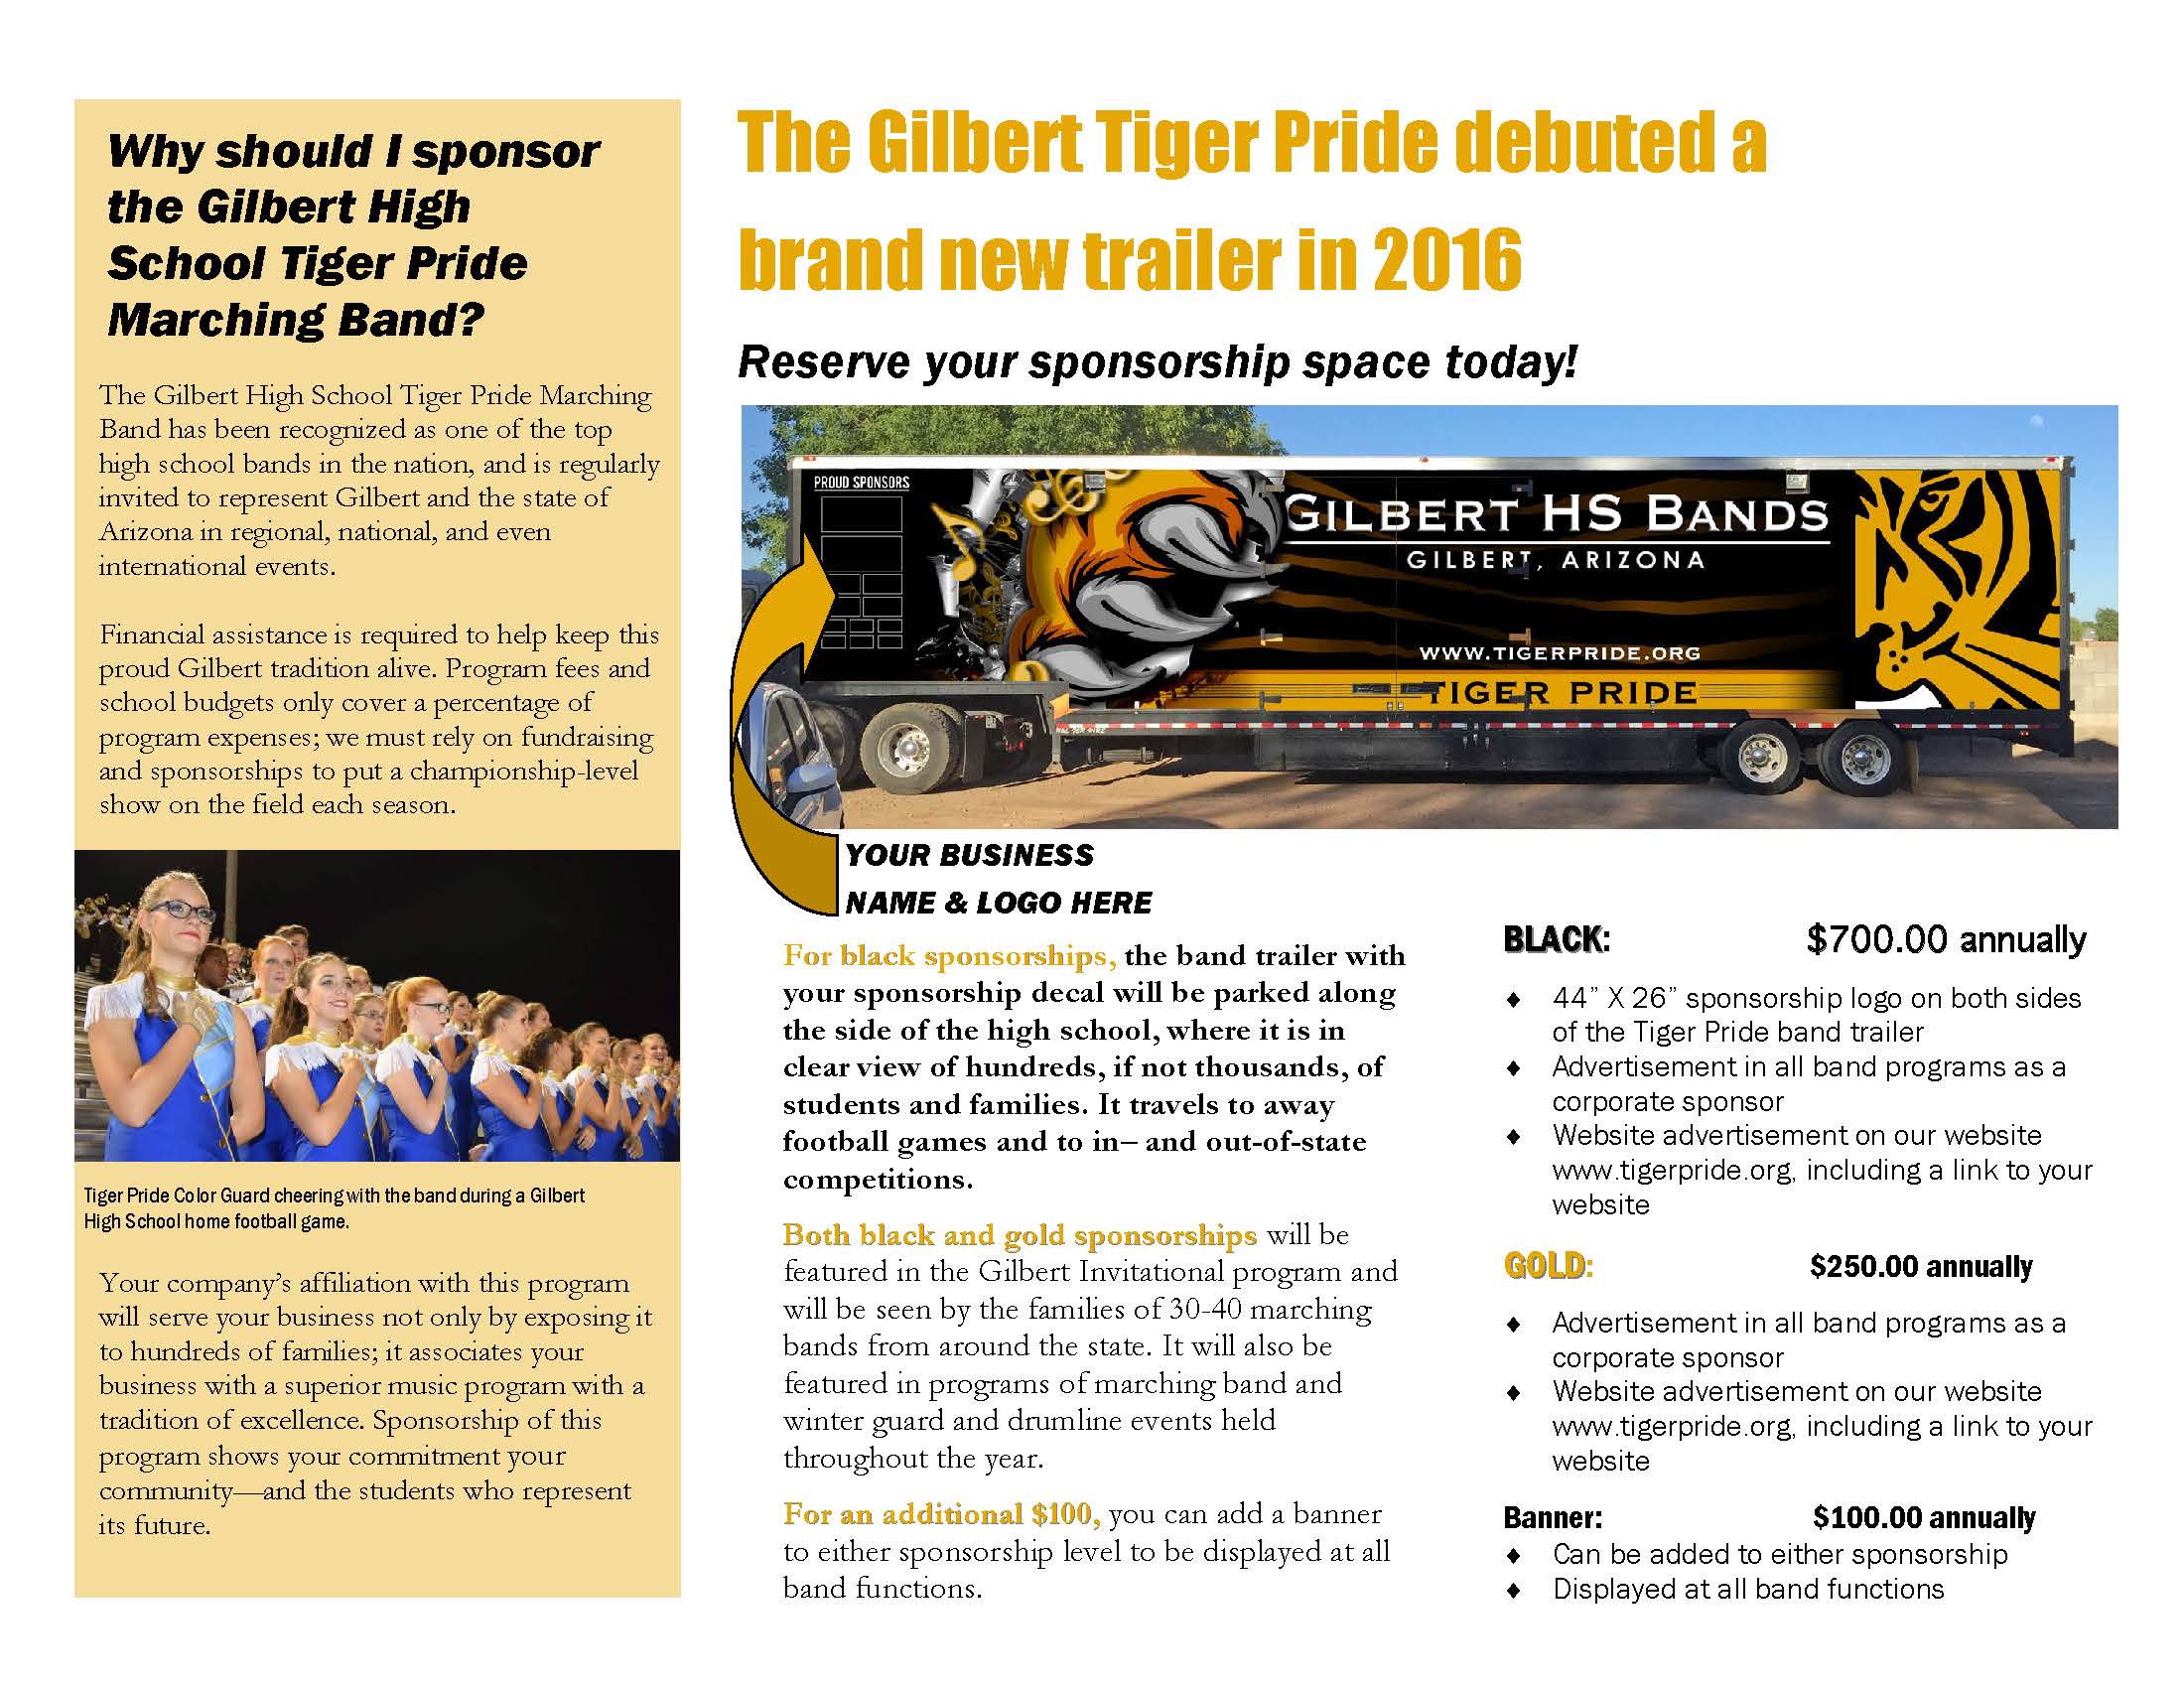 Why should I sponsor
the Gilbert High
School Tiger Pride
Marching Band?
The Gilbert High School Tiger Pride Marching
Band has been recognized as one of the top
high school bands in the nation, and is regularly
invited to represent Gilbert and the state of
Arizona in regional, national, and even
international events.
Financial assistance is required to help keep this
proud Gilbert tradition alive. Program fees and
school budgets only cover a percentage of
program expenses; we must rely on fundraising
and sponsorships to put a championship-level
show on the field each season.
Tiger Pride Color Guard cheering with the band during a Gilbert
High School home football game.
Your company's affiliation with this program
will serve your business not only by exposing it
to hundreds of families; it associates your
business with a superior music program with a
tradition of excellence. Sponsorship of this
program shows your commitment your
community—and the students who represent
its future.
The Gilbert Tiger Pride debuted a
brand new trailer in 2016
Reserve your sponsorship space today!
PROUD SPONSORS
GILBERT HS BANDS
GILBERT, ARIZONA
WWW.TIGERPRIDE.ORG
TIGER PRIDE
YOUR BUSINESS
NAME & LOGO HERE
For black sponsorships, the band trailer with
your sponsorship decal will be parked along
the side of the high school, where it is in
clear view of hundreds, if not thousands, of
students and families. It travels to away
football games and to in– and out-of-state
competitions.
Both black and gold sponsorships will be
featured in the Gilbert Invitational program and
will be seen by the families of 30-40 marching
bands from around the state. It will also be
featured in programs of marching band and
winter guard and drumline events held
throughout the year.
For an additional $100, you can add a banner
to either sponsorship level to be displayed at all
band functions.
BLACK: $700.00 annually
♦ 44” X 26” sponsorship logo on both sides
of the Tiger Pride band trailer
♦ Advertisement in all band programs as a
corporate sponsor
♦ Website advertisement on our website
www.tigerpride.org, including a link to your
website
GOLD: $250.00 annually
♦ Advertisement in all band programs as a
corporate sponsor
♦ Website advertisement on our website
www.tigerpride.org, including a link to your
website
Banner: $100.00 annually
♦ Can be added to either sponsorship
♦ Displayed at all band functions